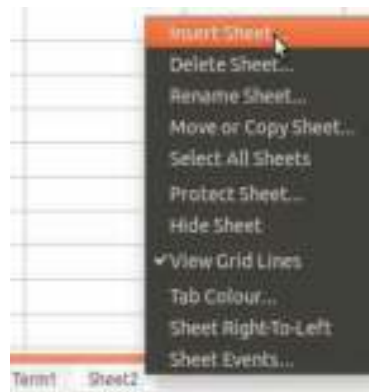 Insert Sheet...
Delete Sheet...
Rename Sheet...
Move or Copy Sheet...
Select All Sheets
Protect Sheet...
Hide Sheet
✔View Grid Lines
Tab Colour...
Sheet Right-To-Left
Sheet Events...
Term1 Sheet2